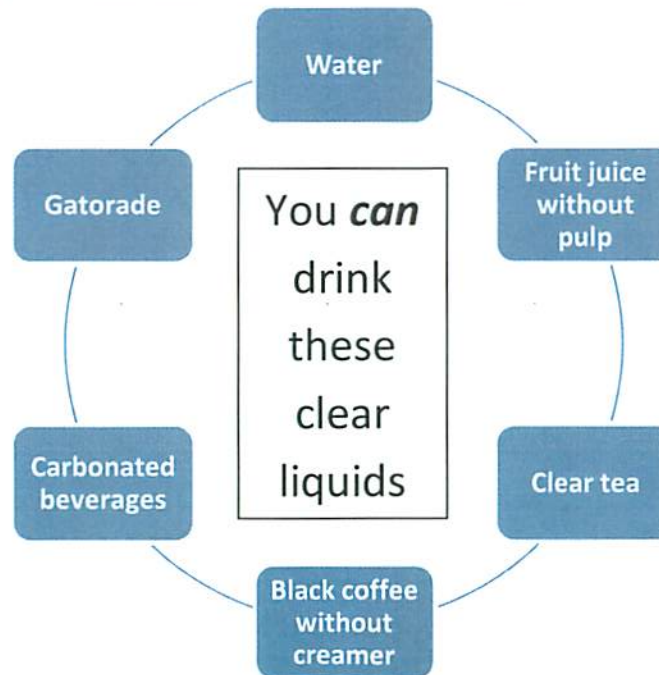 Water
Fruit juice
without
pulp
Clear tea
Black coffee
without
creamer
Carbonated
beverages
Gatorade
You can
drink
these
clear
liquids